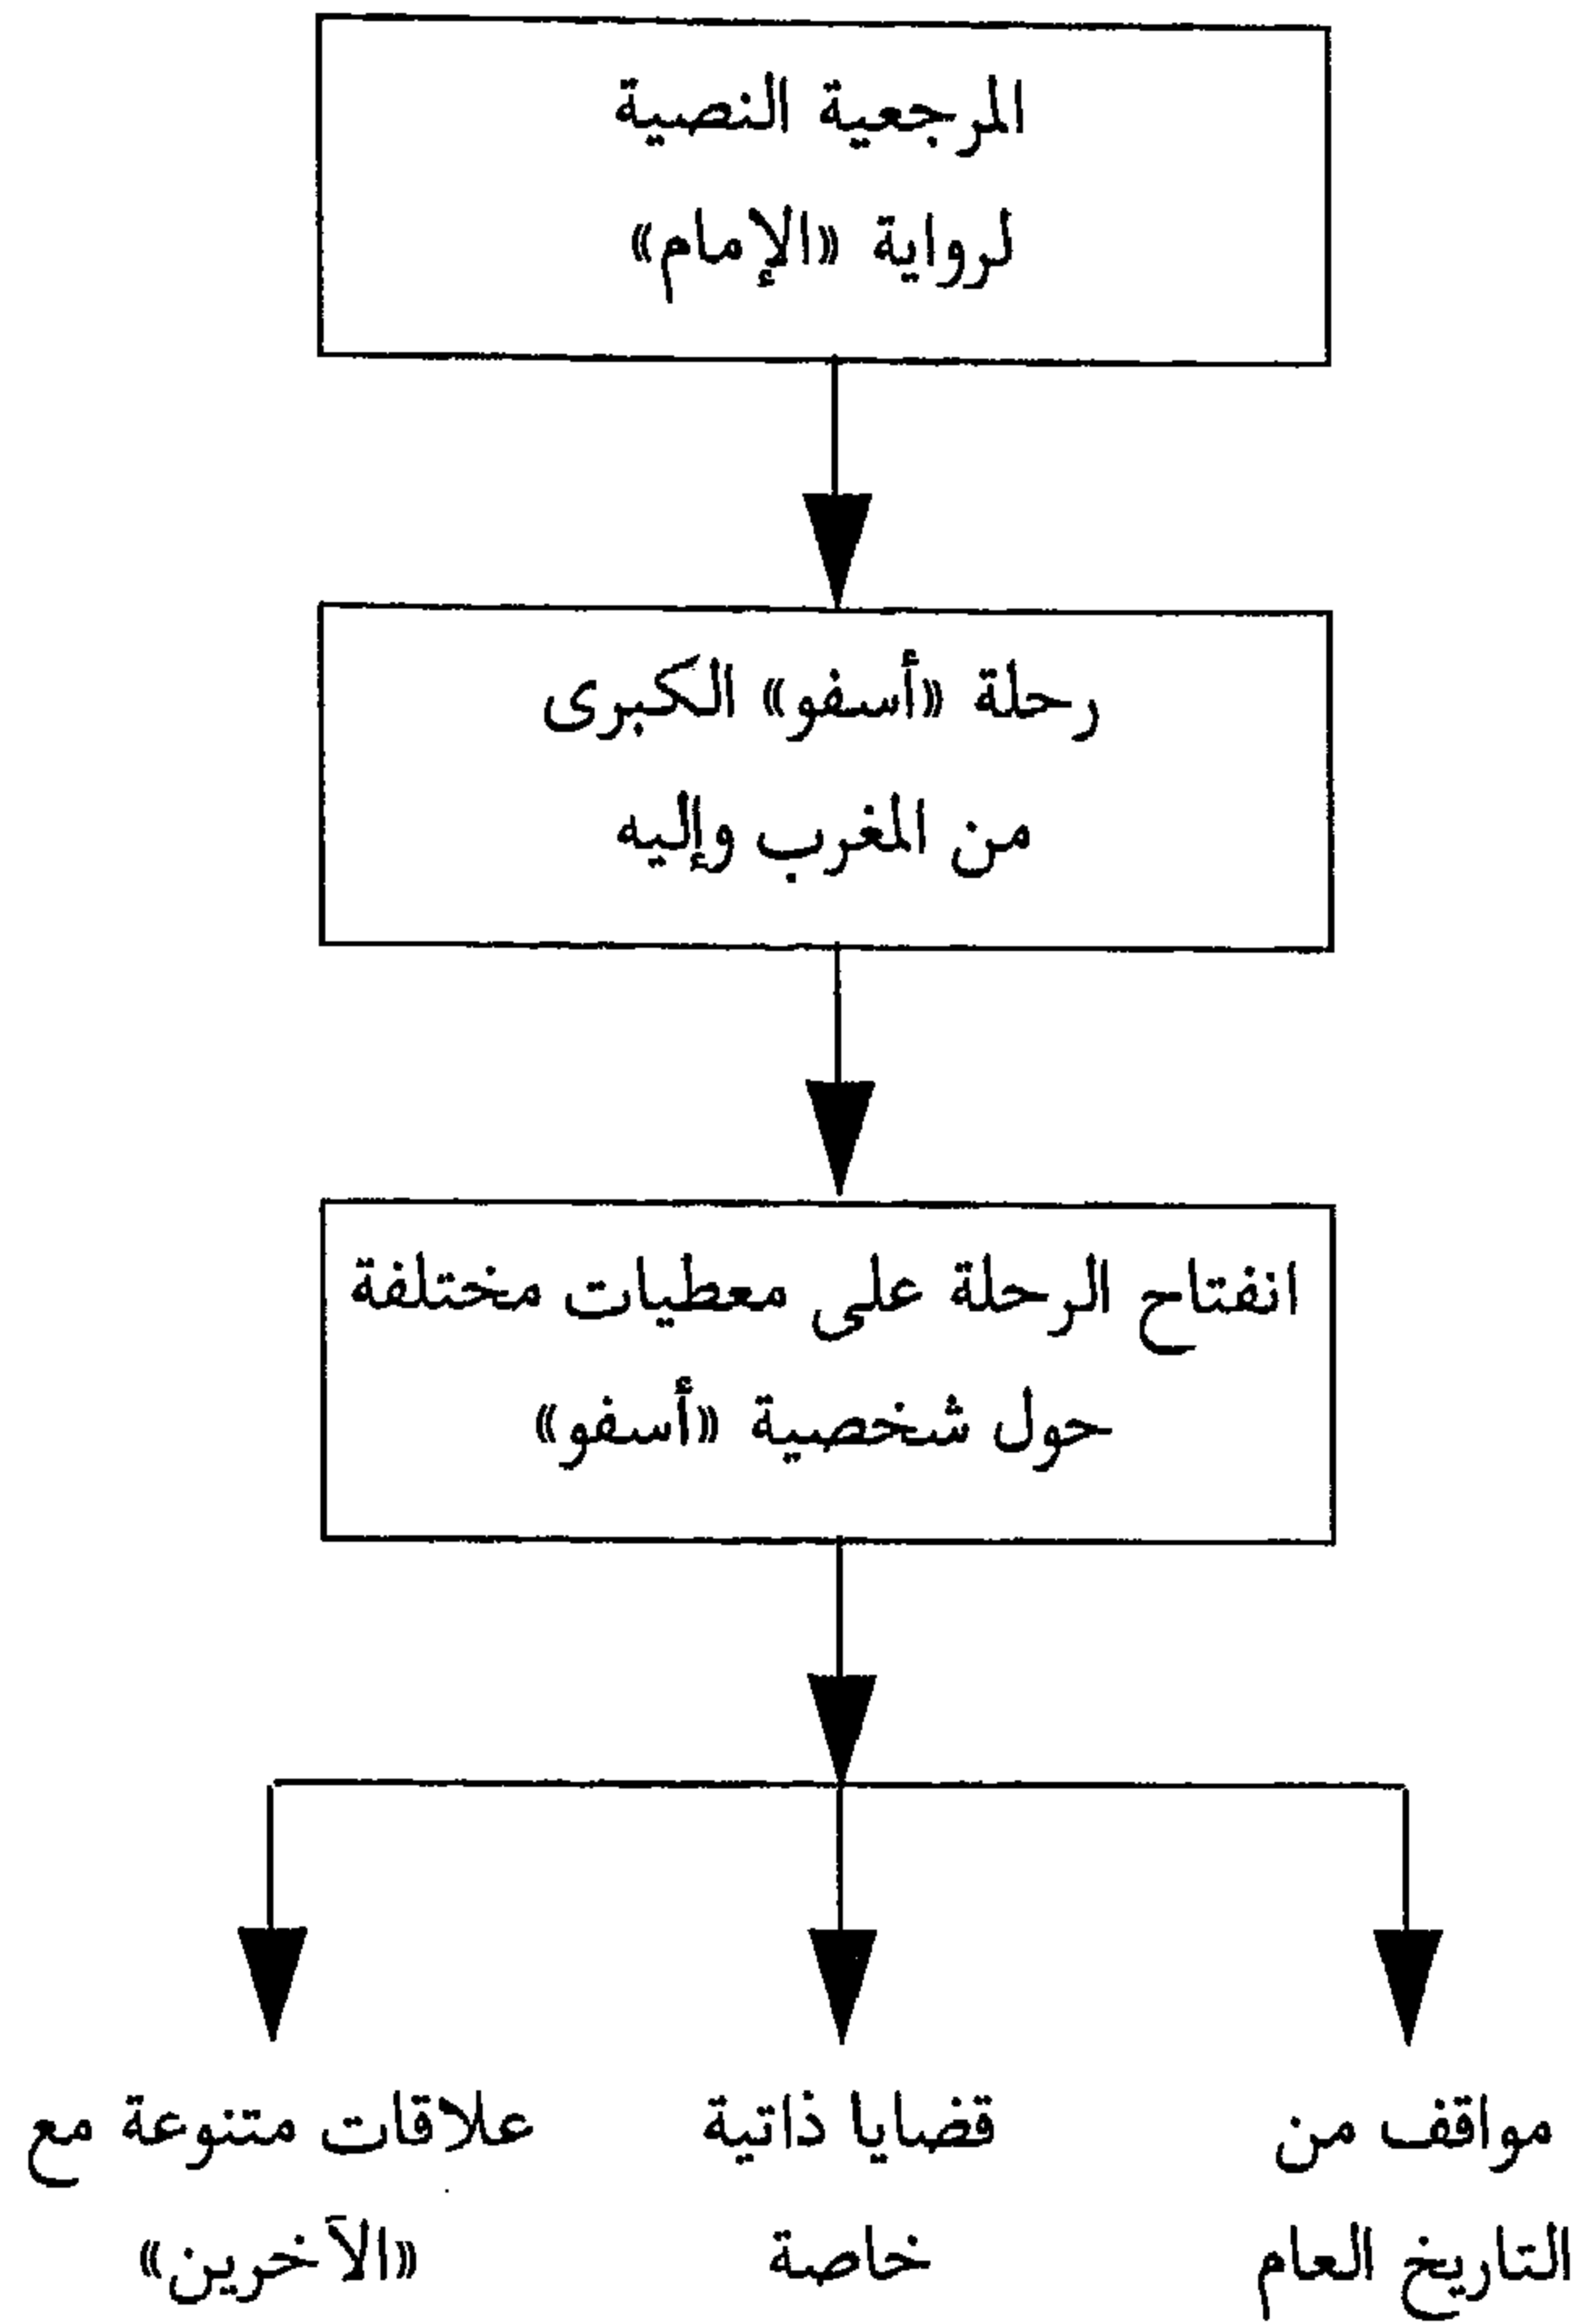 المرجعية النصية
لرواية «الإمام»
رحلة «أسفو» الكبرى
من المغرب وإليه
انفتاح الرحلة على معطيات مختلفة
حول شخصية «أسفو»
مواقف من
التاريخ العام
قضايا ذاتية
خاصة
علاقات متنوعة مع
«الآخرين»